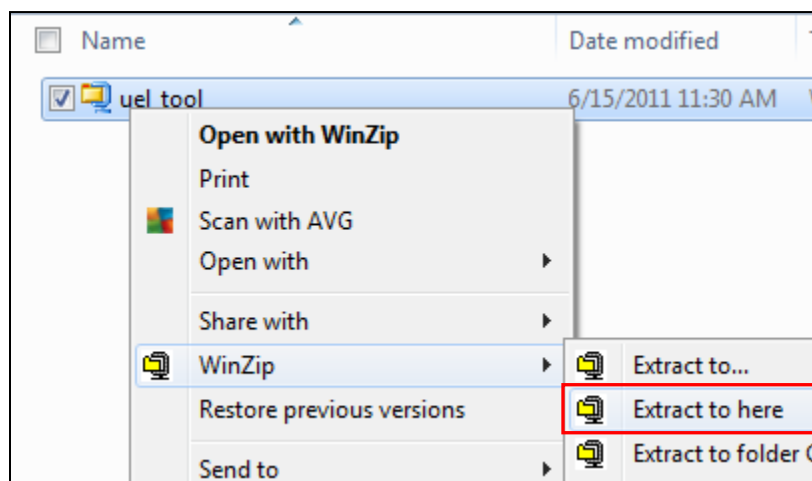 Name Date modified
uel_tool 6/15/2011 11:30 AM
Open with WinZip
Print
Scan with AVG
Open with
Share with
WinZip Extract to...
Restore previous versions Extract to here
Send to Extract to folder